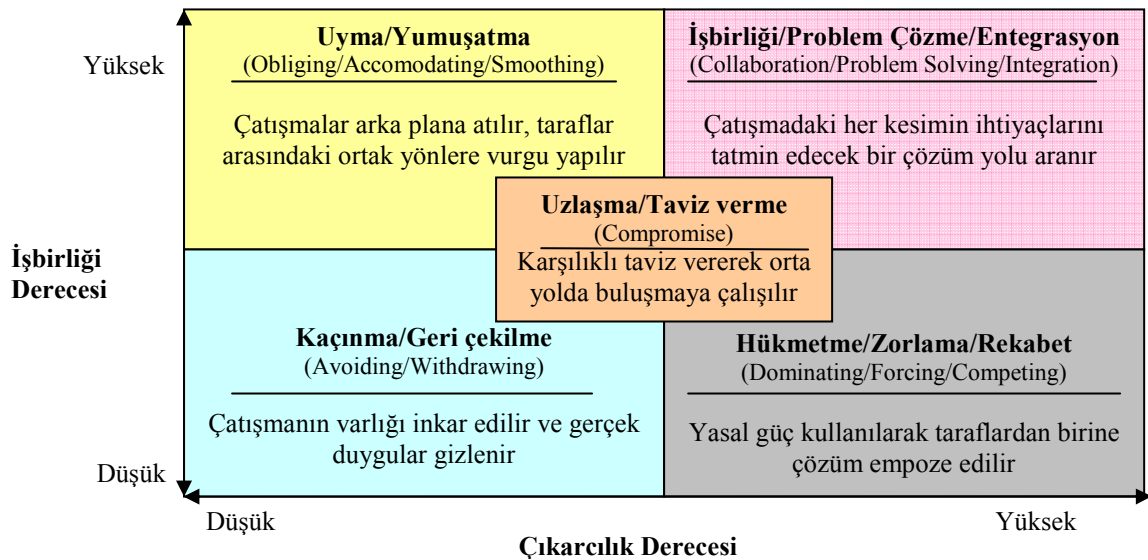 Yüksek
Uyma/Yumuşatma
(Obliging/Accomodating/Smoothing)
Çatışmalar arka plana atılır, taraflar
arasındaki ortak yönlere vurgu yapılır
İşbirliği/Problem Çözme/Entegrasyon
(Collaboration/Problem Solving/Integration)
Çatışmadaki her kesimin ihtiyaçlarını
tatmin edecek bir çözüm yolu aranır
Uzlaşma/Taviz verme
(Compromise)
Karşılıklı taviz vererek orta
yolda buluşmaya çalışılır
İşbirliği
Derecesi
Kaçınma/Geri çekilme
(Avoiding/Withdrawing)
Çatışmanın varlığı inkar edilir ve gerçek
duygular gizlenir
Hükmetme/Zorlama/Rekabet
(Dominating/Forcing/Competing)
Yasal güç kullanılarak taraflardan birine
çözüm empoze edilir
Düşük
Düşük
Yüksek
Çıkarcılık Derecesi